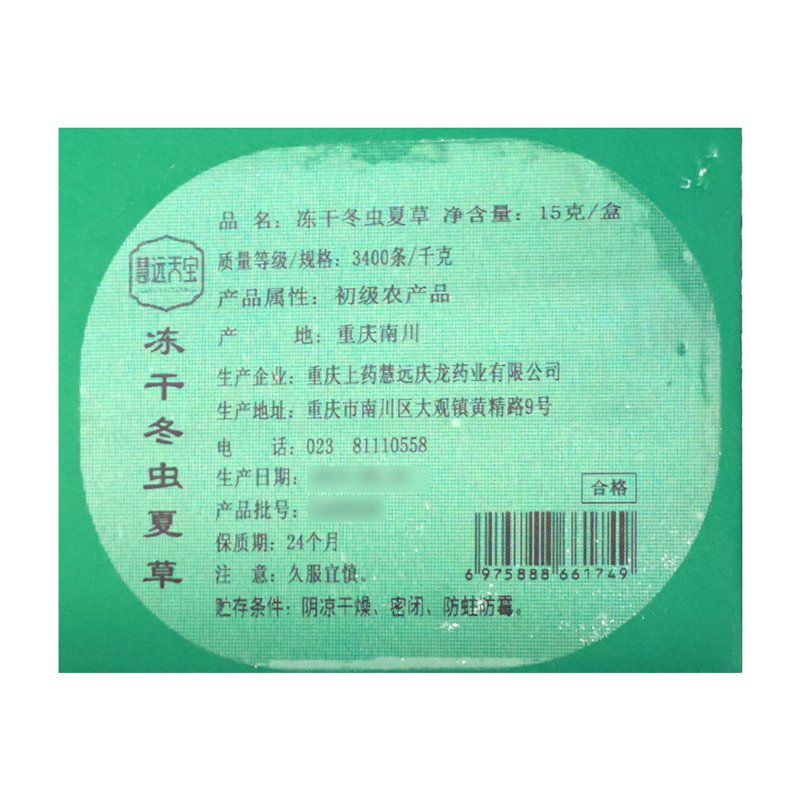 慧远天宝
冻干冬虫夏草
品 名：冻干冬虫夏草 净含量：15克/盒
质量等级/规格：3400条/千克
产品属性：初级农产品
产 地：重庆南川
生产企业：重庆上药慧远庆龙药业有限公司
生产地址：重庆市南川区大观镇黄精路9号
电 话：023 81110558
生产日期：
产品批号：
保质期：24个月
注 意：久服宜慎。
贮存条件：阴凉干燥、密闭、防蛀防霉。
合格
6 975888 661749